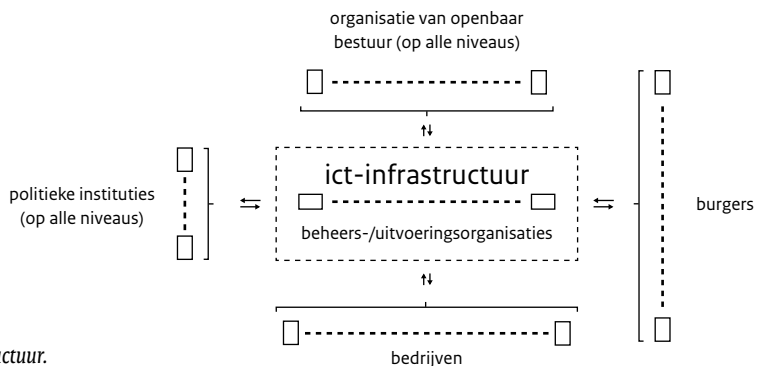 organisatie van openbaar
bestuur (op alle niveaus)
ict-infrastructuur
politieke instituties
(op alle niveaus)
burgers
beheers-/uitvoeringsorganisaties
bedrijven